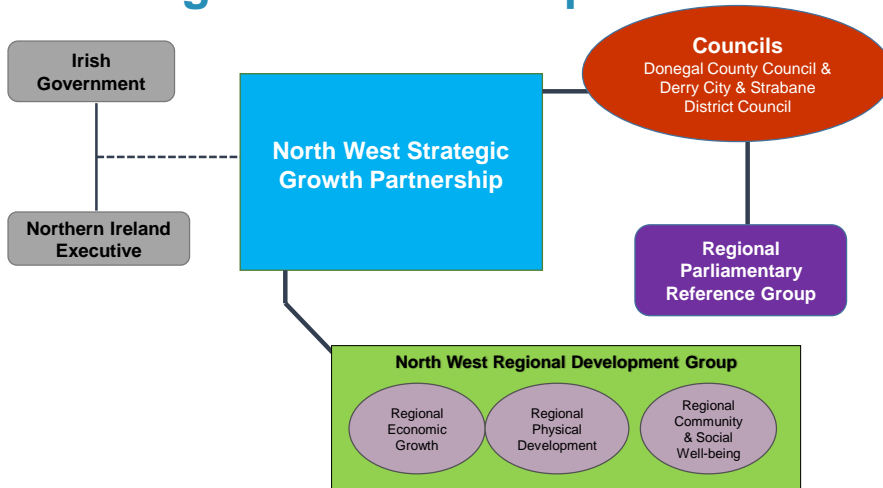 Irish
Government
Northern Ireland
Executive
North West Strategic
Growth Partnership
Councils
Donegal County Council &
Derry City & Strabane
District Council
Regional
Parliamentary
Reference Group
North West Regional Development Group
Regional
Economic
Growth
Regional
Physical
Development
Regional
Community
& Social
Well-being